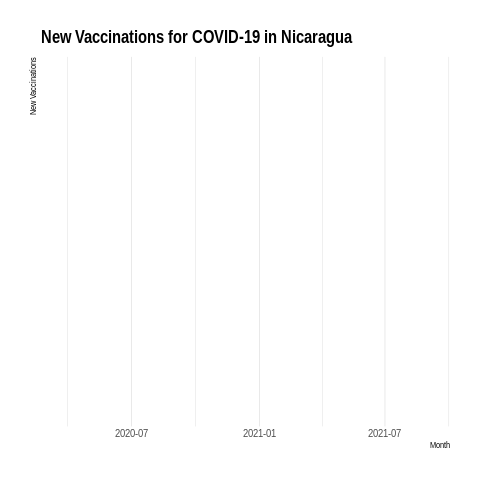 New Vaccinations for COVID-19 in Nicaragua
New Vaccinations
2020-07
2021-01
2021-07
Month